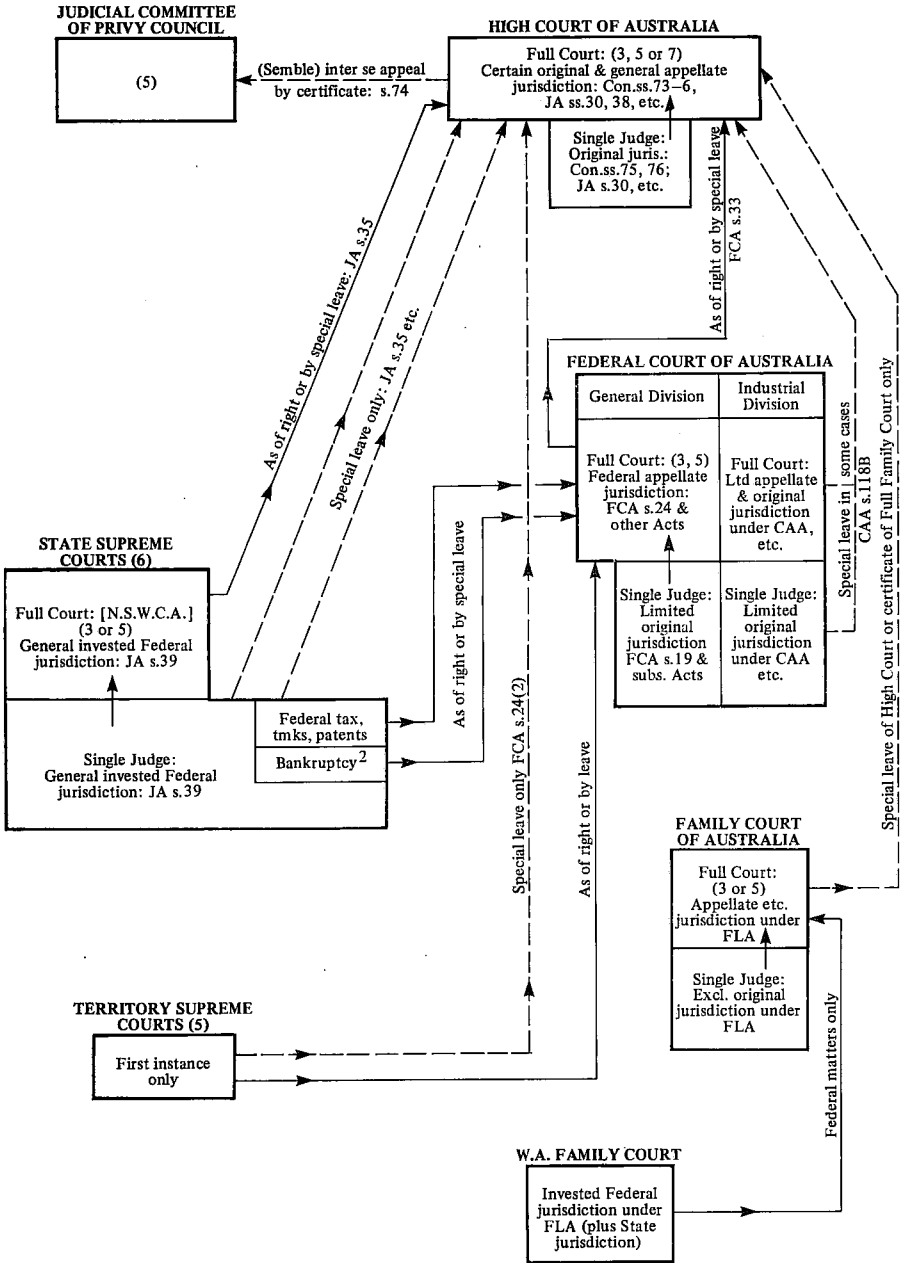 JUDICIAL COMMITTEE
OF PRIVY COUNCIL
(5)
(Semble) inter se appeal
by certificate: s.74
HIGH COURT OF AUSTRALIA
Full Court: (3, 5 or 7)
Certain original & general appellate
jurisdiction: Con.ss.73–6,
JA ss.30, 38, etc.
Single Judge:
Original juris.:
Con.ss.75, 76;
JA s.30, etc.
As of right or by special leave: JA s.35
Special leave only: JA s.35 etc.
As of right or by special leave
FCA s.33
FEDERAL COURT OF AUSTRALIA
General Division
Industrial
Division
Full Court: (3, 5)
Federal appellate
jurisdiction:
FCA s.24 &
other Acts
Full Court:
Ltd appellate
& original
jurisdiction
under CAA,
etc.
Single Judge:
Limited
original
jurisdiction
FCA s.19 &
subs. Acts
Single Judge:
Limited
original
jurisdiction
under CAA
etc.
Special leave in some cases
CAA s.118B
Special leave of High Court or certificate of Full Family Court only
STATE SUPREME
COURTS (6)
Full Court: [N.S.W.C.A.]
(3 or 5)
General invested Federal
jurisdiction: JA s.39
Single Judge:
General invested Federal
jurisdiction: JA s.39
Federal tax,
tmks, patents
Bankruptcy2
As of right or by special leave
Special leave only FCA s.24(2)
As of right or by leave
FAMILY COURT
OF AUSTRALIA
Full Court:
(3 or 5)
Appellate etc.
jurisdiction under
FLA
Single Judge:
Excl. original
jurisdiction under
FLA
Federal matters only
TERRITORY SUPREME
COURTS (5)
First instance
only
W.A. FAMILY COURT
Invested Federal
jurisdiction under
FLA (plus State
jurisdiction)